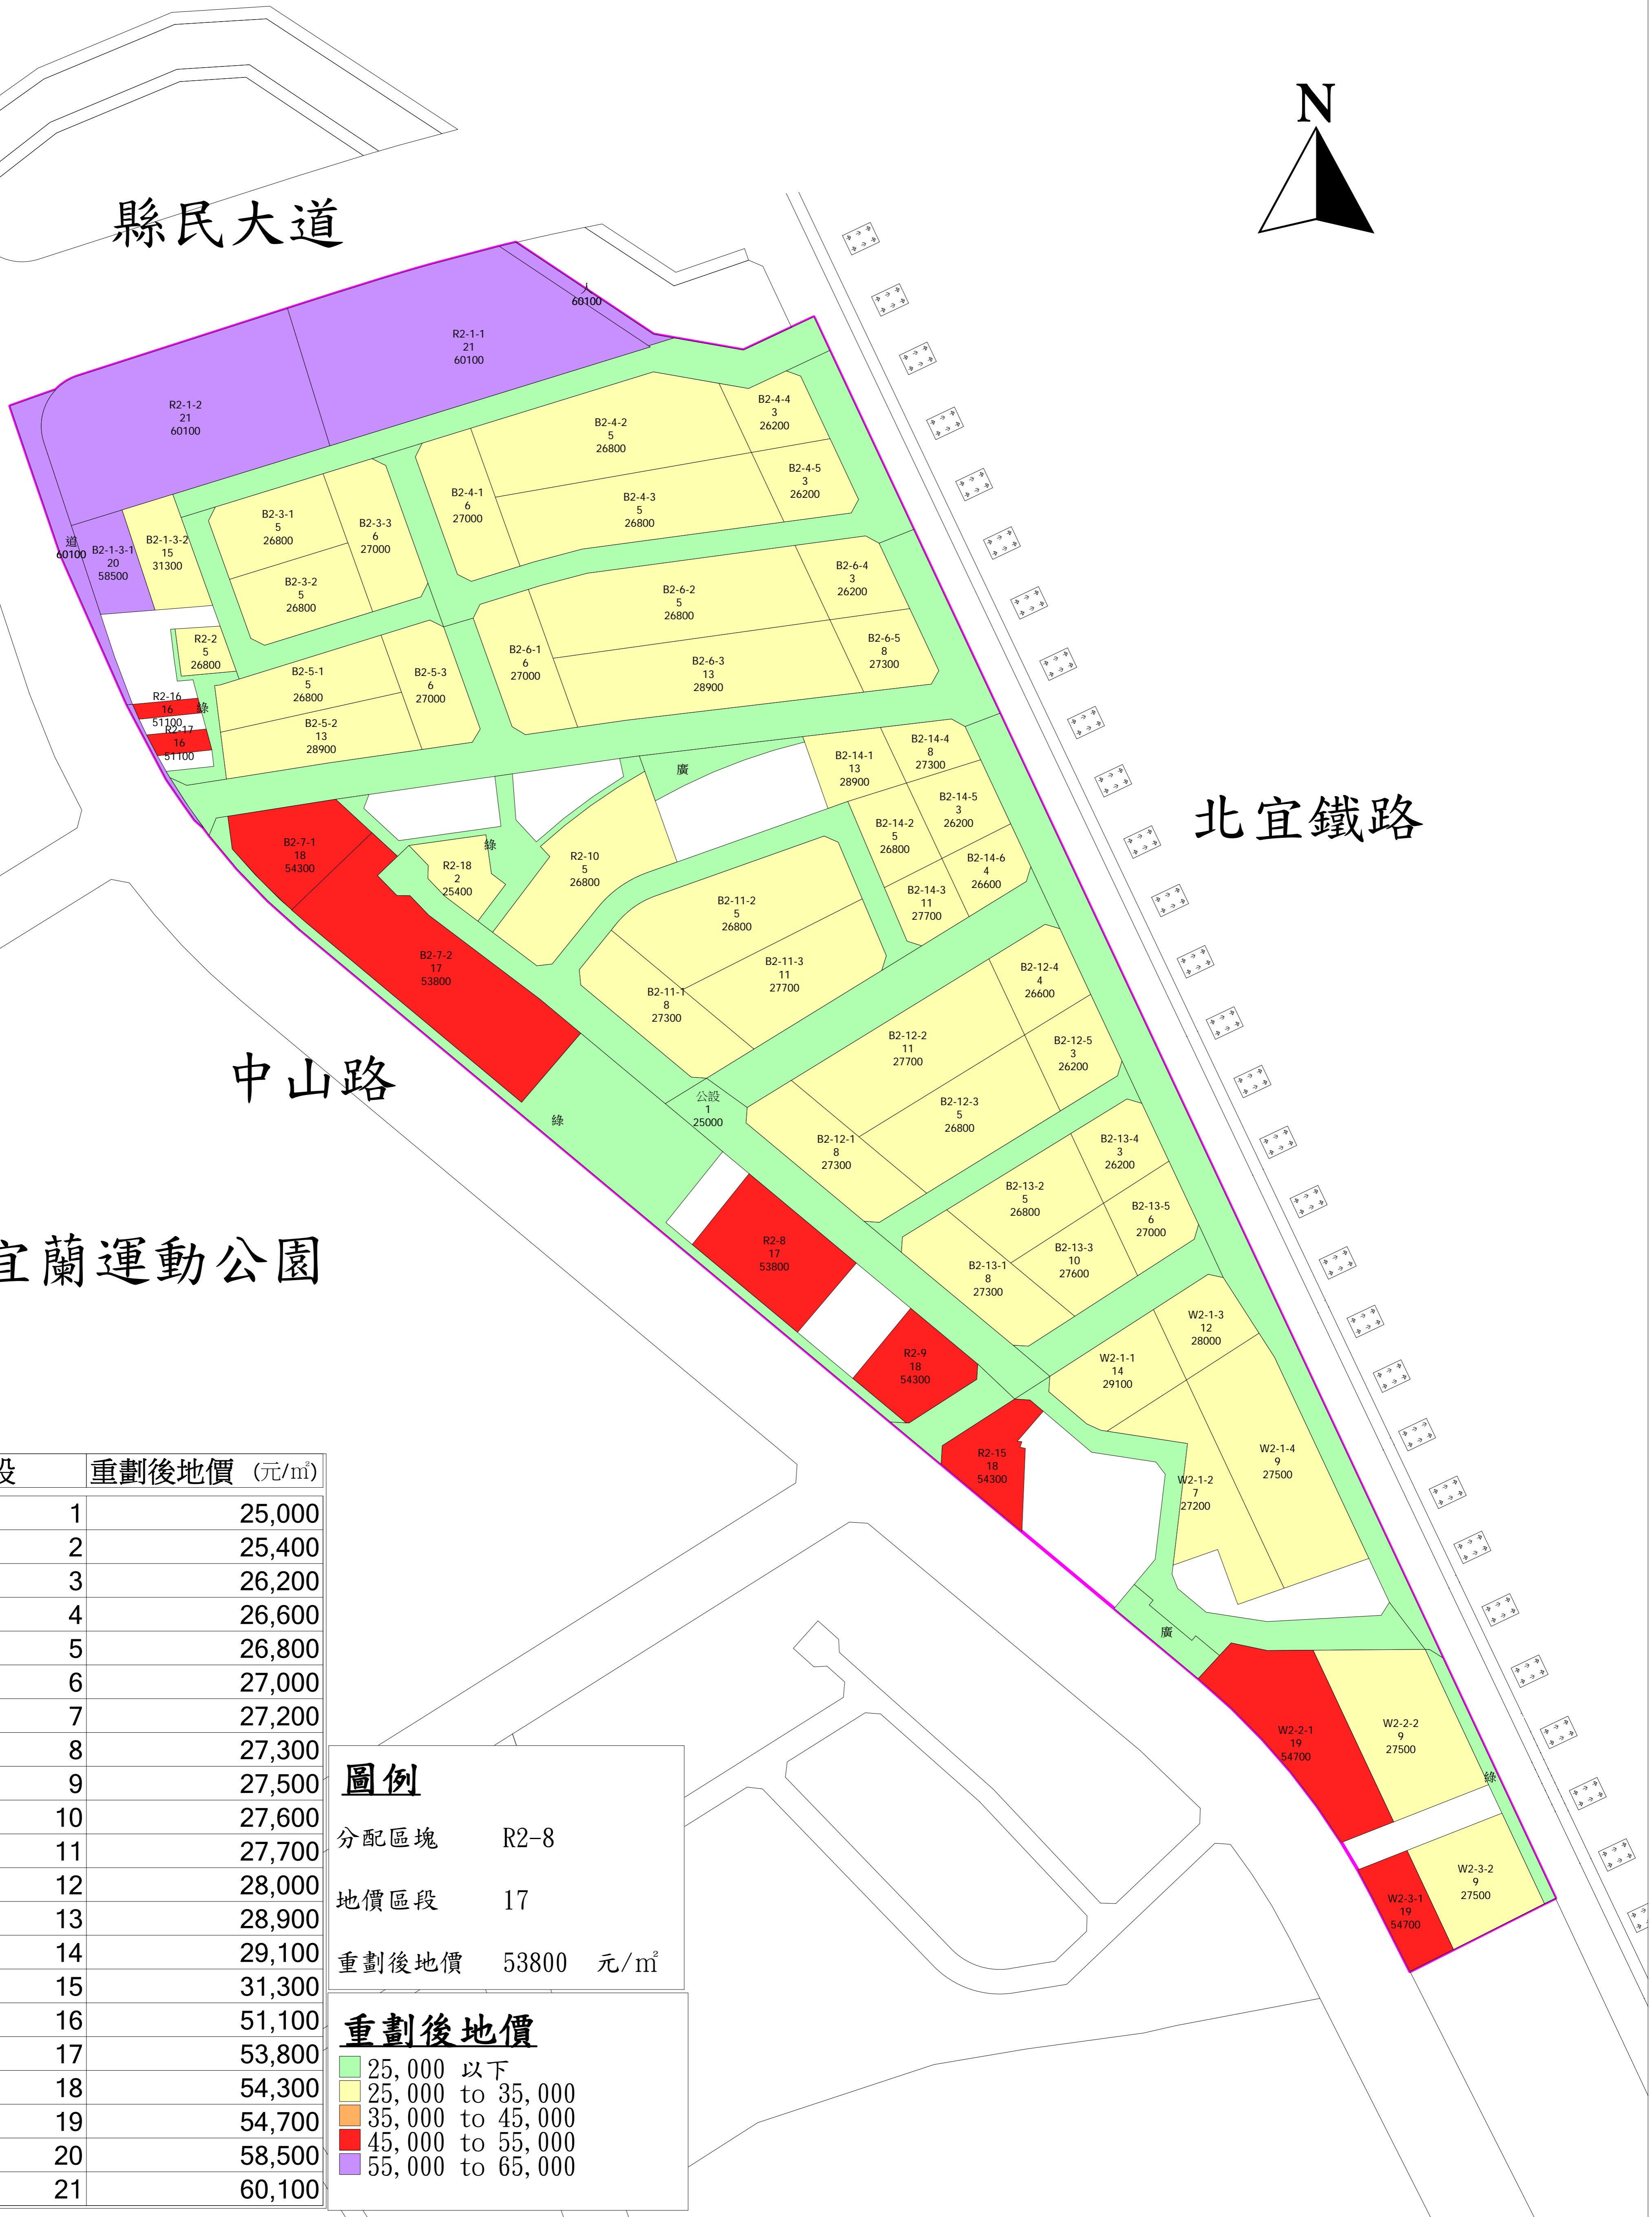 N
縣民大道
人
60100
R2-1-1
21
60100
R2-1-2
21
60100
B2-4-4
3
26200
B2-4-2
5
26800
B2-4-5
3
26200
B2-4-1
6
27000
B2-4-3
5
26800
B2-3-1
5
26800
B2-3-3
6
27000
道
60100
B2-1-3-1
20
58500
B2-1-3-2
15
31300
B2-3-2
5
26800
B2-6-4
3
26200
B2-6-2
5
26800
B2-6-5
8
27300
B2-6-1
6
27000
B2-6-3
13
28900
R2-2
5
26800
B2-5-1
5
26800
B2-5-3
6
27000
R2-16
16
51100
綠
B2-5-2
13
28900
R2-17
16
51100
B2-14-4
8
27300
B2-14-1
13
28900
廣
B2-14-5
3
26200
B2-14-2
5
26800
B2-14-6
4
26600
B2-14-3
11
27700
北宜鐵路
B2-7-1
18
54300
綠
R2-18
2
25400
R2-10
5
26800
B2-11-2
5
26800
B2-7-2
17
53800
B2-11-3
11
27700
B2-11-1
8
27300
B2-12-4
4
26600
B2-12-2
11
27700
B2-12-5
3
26200
中山路
公設
1
25000
綠
B2-12-3
5
26800
B2-12-1
8
27300
B2-13-4
3
26200
B2-13-2
5
26800
B2-13-5
6
27000
B2-13-3
10
27600
B2-13-1
8
27300
宜蘭運動公園
R2-8
17
53800
R2-9
18
54300
W2-1-3
12
28000
W2-1-1
14
29100
R2-15
18
54300
W2-1-4
9
27500
W2-1-2
7
27200
廣
W2-2-1
19
54700
W2-2-2
9
27500
綠
W2-3-2
9
27500
W2-3-1
19
54700
段 重劃後地價 (元/㎡)
1 25,000
2 25,400
3 26,200
4 26,600
5 26,800
6 27,000
7 27,200
8 27,300
9 27,500
10 27,600
11 27,700
12 28,000
13 28,900
14 29,100
15 31,300
16 51,100
17 53,800
18 54,300
19 54,700
20 58,500
21 60,100
圖例
分配區塊 R2-8
地價區段 17
重劃後地價 53800 元/㎡
重劃後地價
25,000 以下
25,000 to 35,000
35,000 to 45,000
45,000 to 55,000
55,000 to 65,000